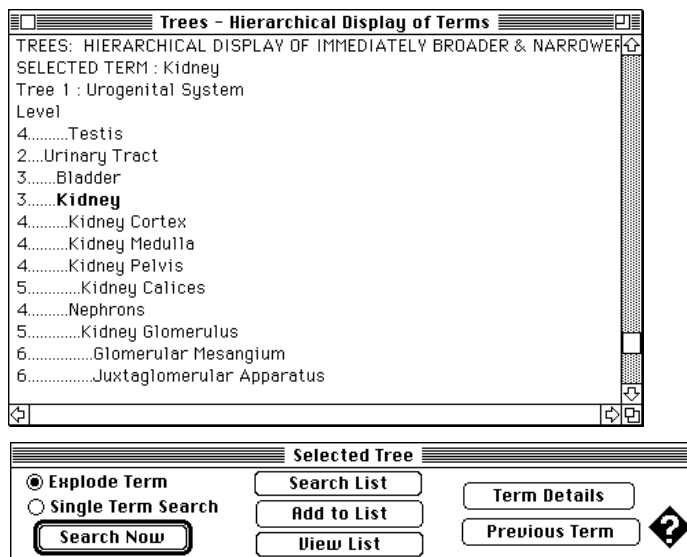 Trees - Hierarchical Display of Terms
TREES: HIERARCHICAL DISPLAY OF IMMEDIATELY BROADER & NARROWER
SELECTED TERM : Kidney
Tree 1 : Urogenital System
Level
4..........Testis
2....Urinary Tract
3.......Bladder
3.......Kidney
4..........Kidney Cortex
4..........Kidney Medulla
4..........Kidney Pelvis
5.............Kidney Calices
4..........Nephrons
5.............Kidney Glomerulus
6................Glomerular Mesangium
6................Juxtaglomerular Apparatus
Selected Tree
Explode Term
Single Term Search
Search Now
Search List
Add to List
View List
Term Details
Previous Term
?